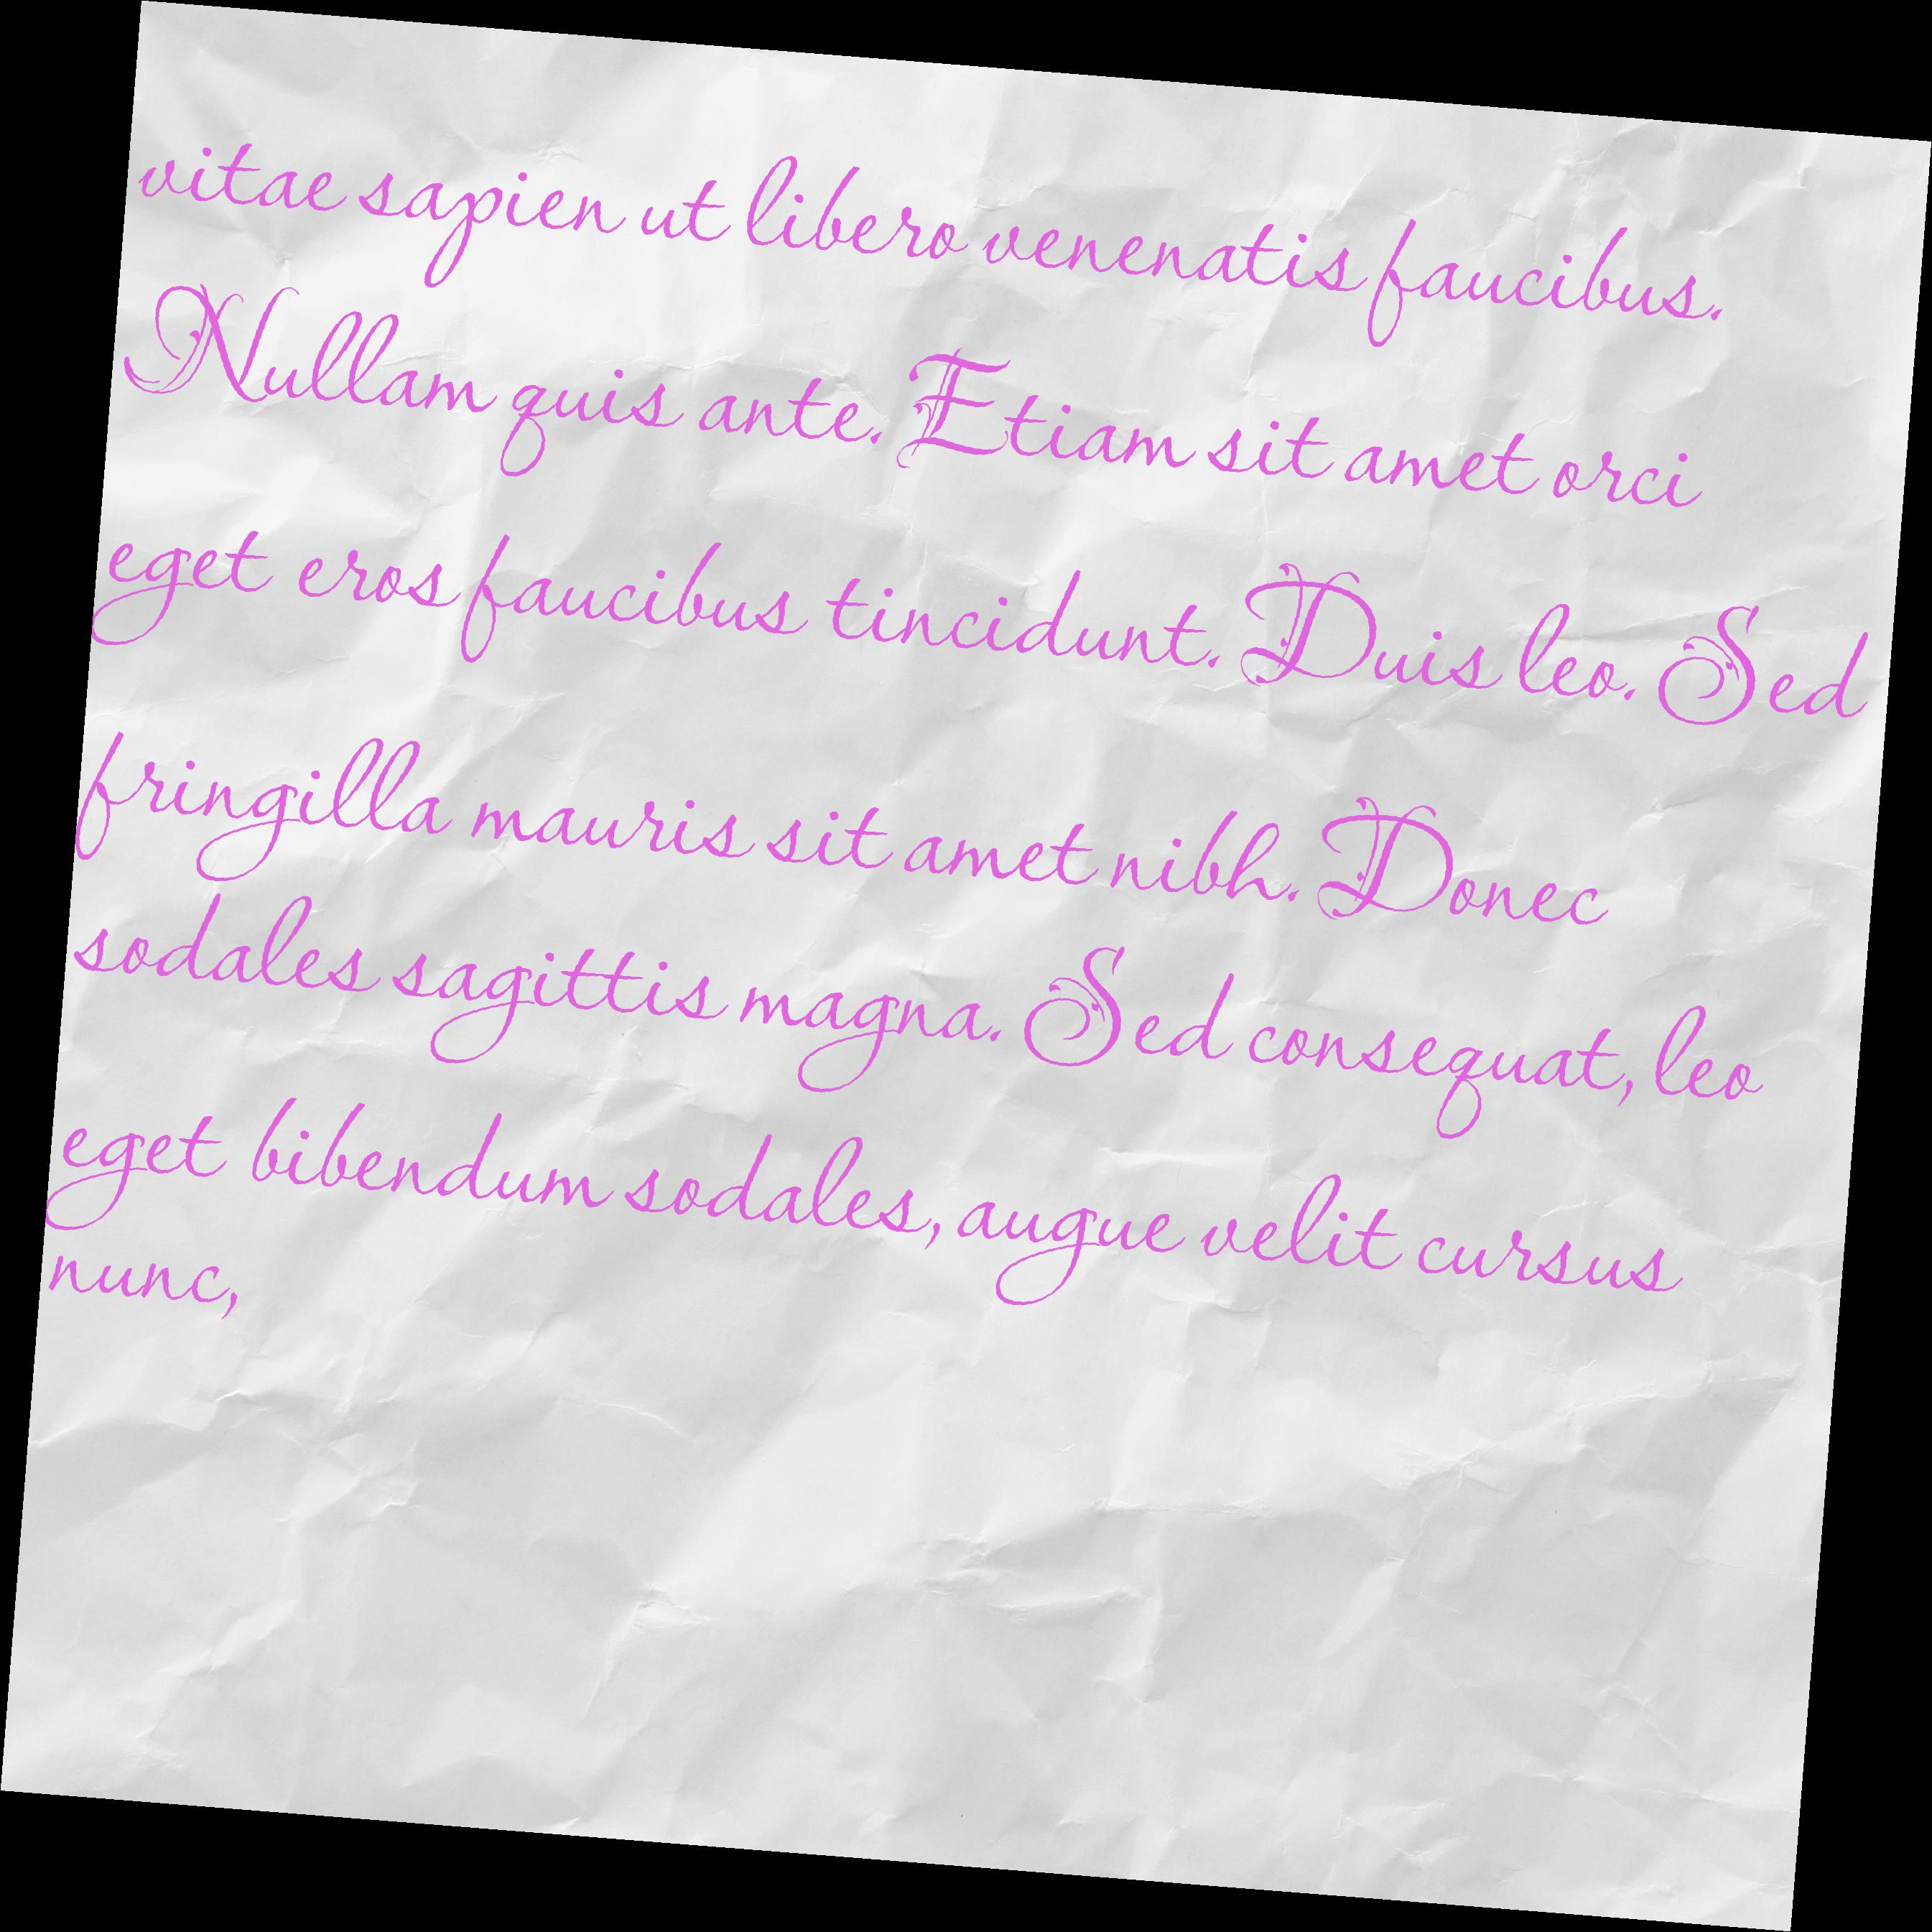 vitae sapien ut libero venenatis faucibus.
Nullam quis ante. Etiam sit amet orci
eget eros faucibus tincidunt. Duis leo. Sed
fringilla mauris sit amet nibh. Donec
sodales sagittis magna. Sed consequat, leo
eget bibendum sodales, augue velit cursus
nunc,